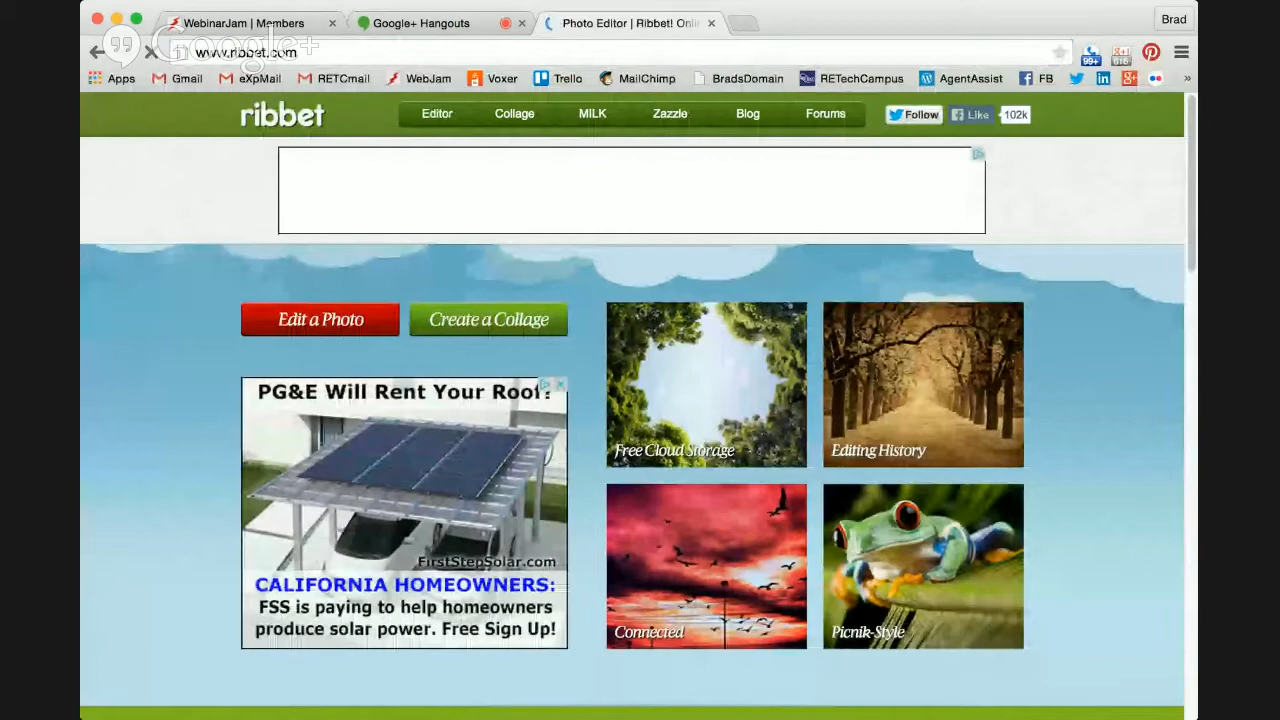 WebinarJam | Members
Google+ Hangouts
Photo Editor | Ribbet! Onli
Brad
Google+
www.ribbet.com
99+
616
Apps
Gmail
eXpMail
RETCmail
WebJam
Voxer
Trello
MailChimp
BradsDomain
RETechCampus
AgentAssist
FB
»
ribbet
Editor
Collage
MILK
Zazzle
Blog
Forums
Follow
Like
102k
Edit a Photo
Create a Collage
PG&E Will Rent Your Roof?
FirstStepSolar.com
CALIFORNIA HOMEOWNERS:
FSS is paying to help homeowners
produce solar power. Free Sign Up!
Free Cloud Storage
Editing History
Connected
Picnik-Style